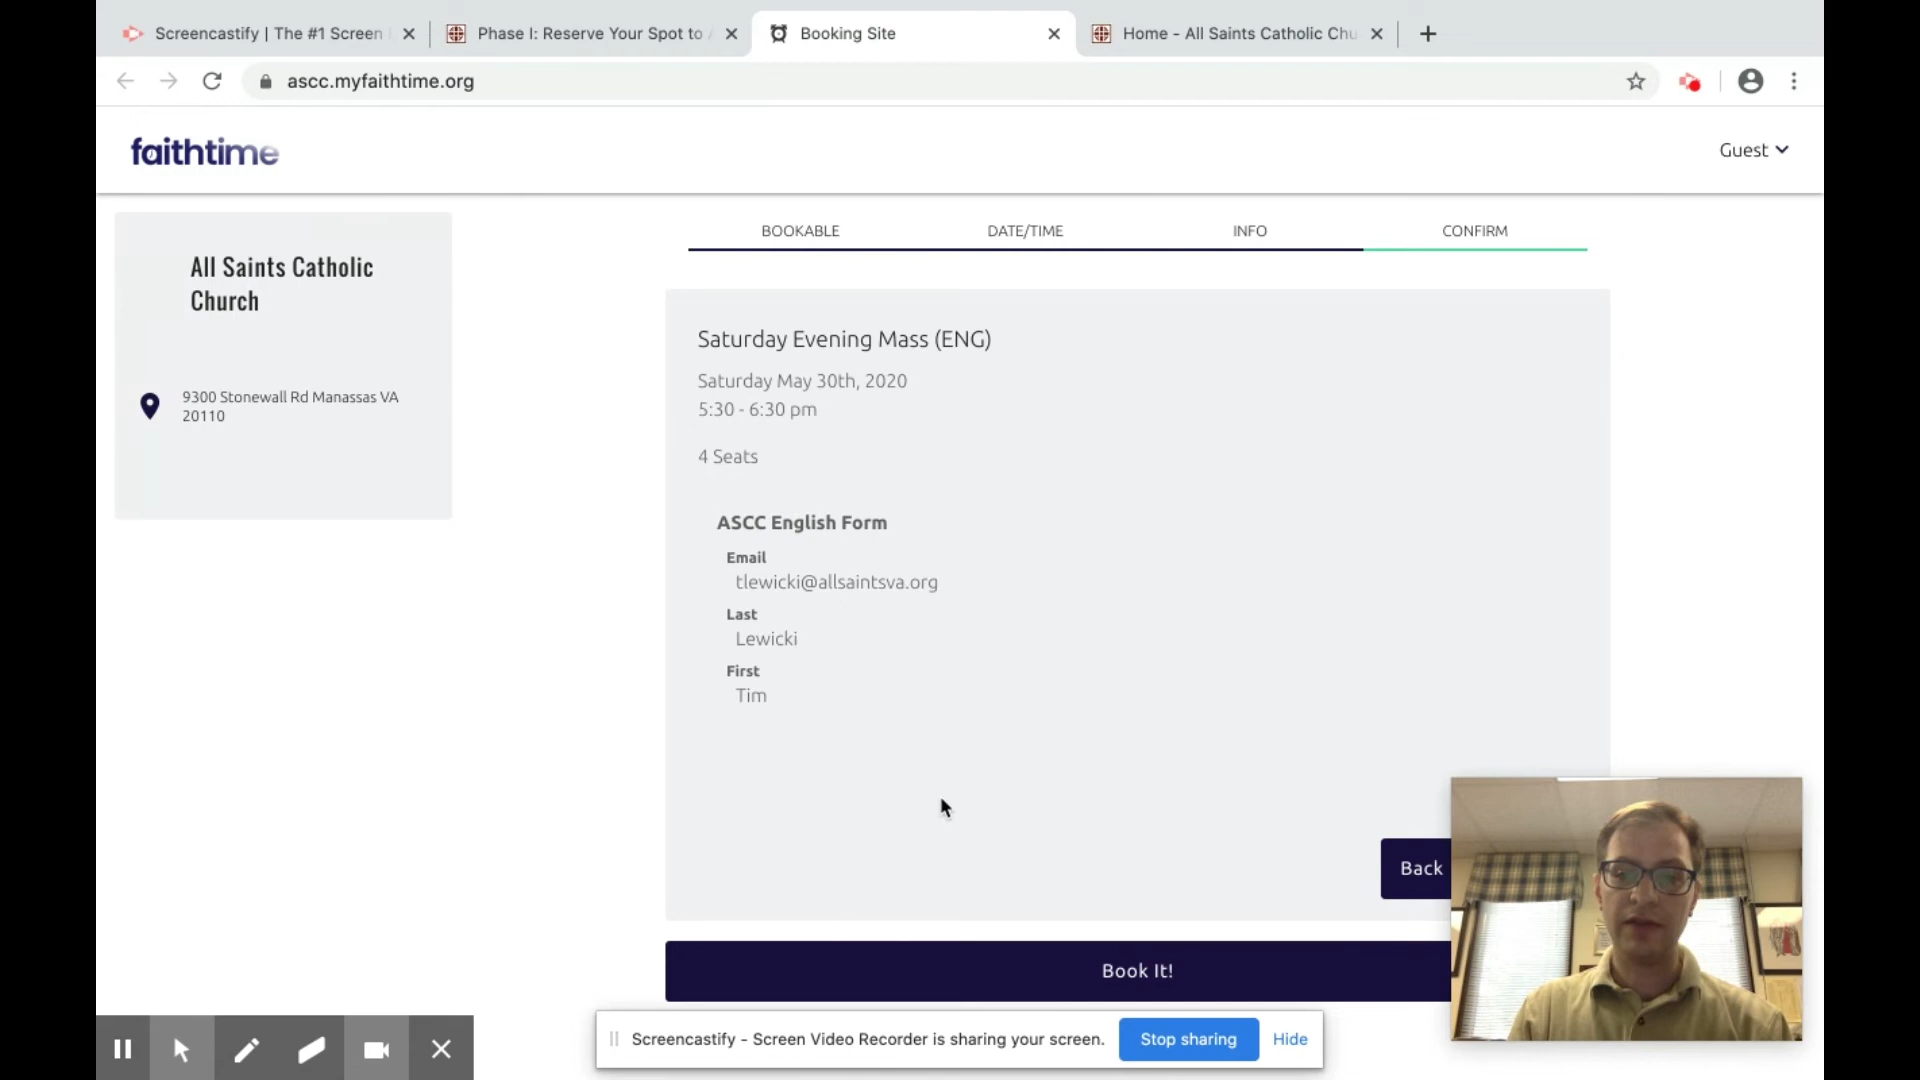 Screencastify | The #1 Screen
Phase I: Reserve Your Spot to
Booking Site
Home - All Saints Catholic Chu
ascc.myfaithtime.org
faithtime
Guest
All Saints Catholic
Church
9300 Stonewall Rd Manassas VA
20110
BOOKABLE
DATE/TIME
INFO
CONFIRM
Saturday Evening Mass (ENG)
Saturday May 30th, 2020
5:30 - 6:30 pm
4 Seats
ASCC English Form
Email
tlewicki@allsaintsva.org
Last
Lewicki
First
Tim
Back
Book It!
Screencastify - Screen Video Recorder is sharing your screen.
Stop sharing
Hide